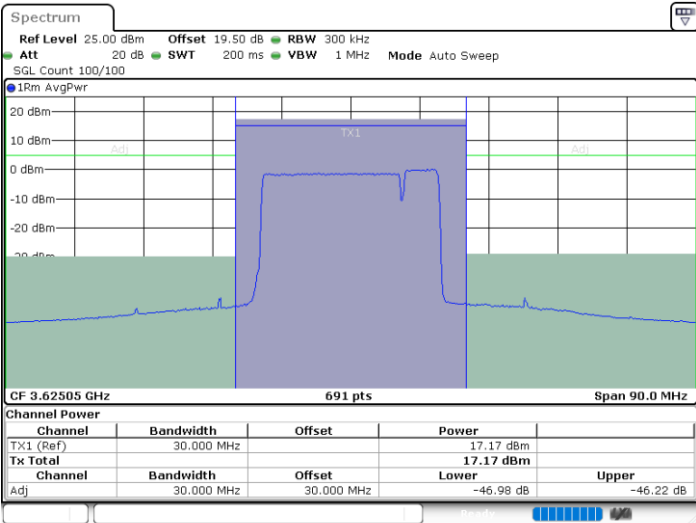 Spectrum
Ref Level 25.00 dBm Offset 19.50 dB RBW 300 kHz
Att 20 dB SWT 200 ms VBW 1 MHz Mode Auto Sweep
SGL Count 100/100
1Rm AvgPwr
20 dBm
TX1
10 dBm
Adj Adj
0 dBm
-10 dBm
-20 dBm
CF 3.62505 GHz 691 pts Span 90.0 MHz
Channel Power
Channel Bandwidth Offset Power
TX1 (Ref) 30.000 MHz 17.17 dBm
Tx Total 17.17 dBm
Channel Bandwidth Offset Lower Upper
Adj 30.000 MHz 30.000 MHz -46.98 dB -46.22 dB
Ready